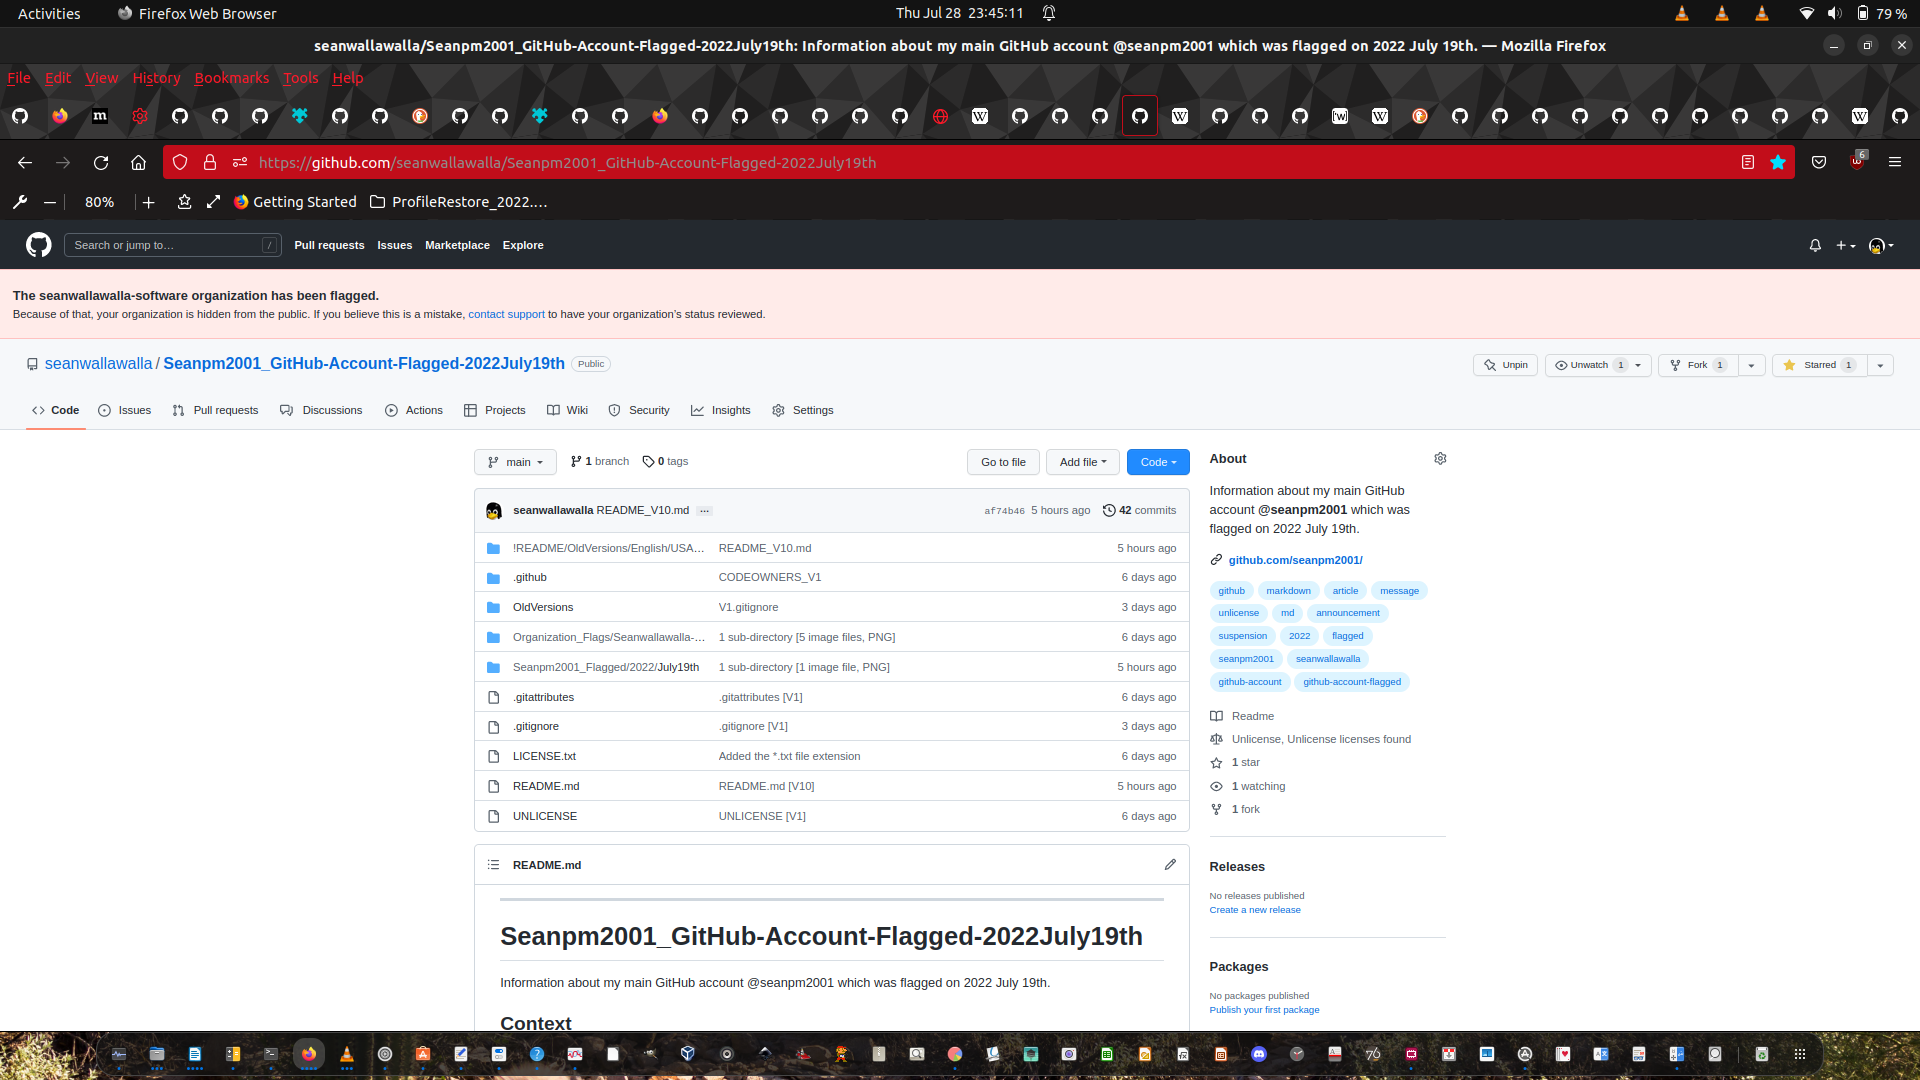 Activities Firefox Web Browser Thu Jul 28 23:45:11 79 %
seanwallawalla/Seanpm2001_GitHub-Account-Flagged-2022July19th: Information about my main GitHub account @seanpm2001 which was flagged on 2022 July 19th. — Mozilla Firefox
File Edit View History Bookmarks Tools Help
https://github.com/seanwallawalla/Seanpm2001_GitHub-Account-Flagged-2022July19th 6
80% Getting Started ProfileRestore_2022.…
Search or jump to… / Pull requests Issues Marketplace Explore
The seanwallawalla-software organization has been flagged.
Because of that, your organization is hidden from the public. If you believe this is a mistake, contact support to have your organization's status reviewed.
seanwallawalla / Seanpm2001_GitHub-Account-Flagged-2022July19th Public Unpin Unwatch 1 Fork 1 Starred 1
Code Issues Pull requests Discussions Actions Projects Wiki Security Insights Settings
main 1 branch 0 tags Go to file Add file Code
seanwallawalla README_V10.md ... af74b46 5 hours ago 42 commits
!README/OldVersions/English/USA… README_V10.md 5 hours ago
.github CODEOWNERS_V1 6 days ago
OldVersions V1.gitignore 3 days ago
Organization_Flags/Seanwallawalla-… 1 sub-directory [5 image files, PNG] 6 days ago
Seanpm2001_Flagged/2022/July19th 1 sub-directory [1 image file, PNG] 5 hours ago
.gitattributes .gitattributes [V1] 6 days ago
.gitignore .gitignore [V1] 3 days ago
LICENSE.txt Added the *.txt file extension 6 days ago
README.md README.md [V10] 5 hours ago
UNLICENSE UNLICENSE [V1] 6 days ago
README.md
Seanpm2001_GitHub-Account-Flagged-2022July19th
Information about my main GitHub account @seanpm2001 which was flagged on 2022 July 19th.
Context
About
Information about my main GitHub
account @seanpm2001 which was
flagged on 2022 July 19th.
github.com/seanpm2001/
github markdown article message
unlicense md announcement
suspension 2022 flagged
seanpm2001 seanwallawalla
github-account github-account-flagged
Readme
Unlicense, Unlicense licenses found
1 star
1 watching
1 fork
Releases
No releases published
Create a new release
Packages
No packages published
Publish your first package